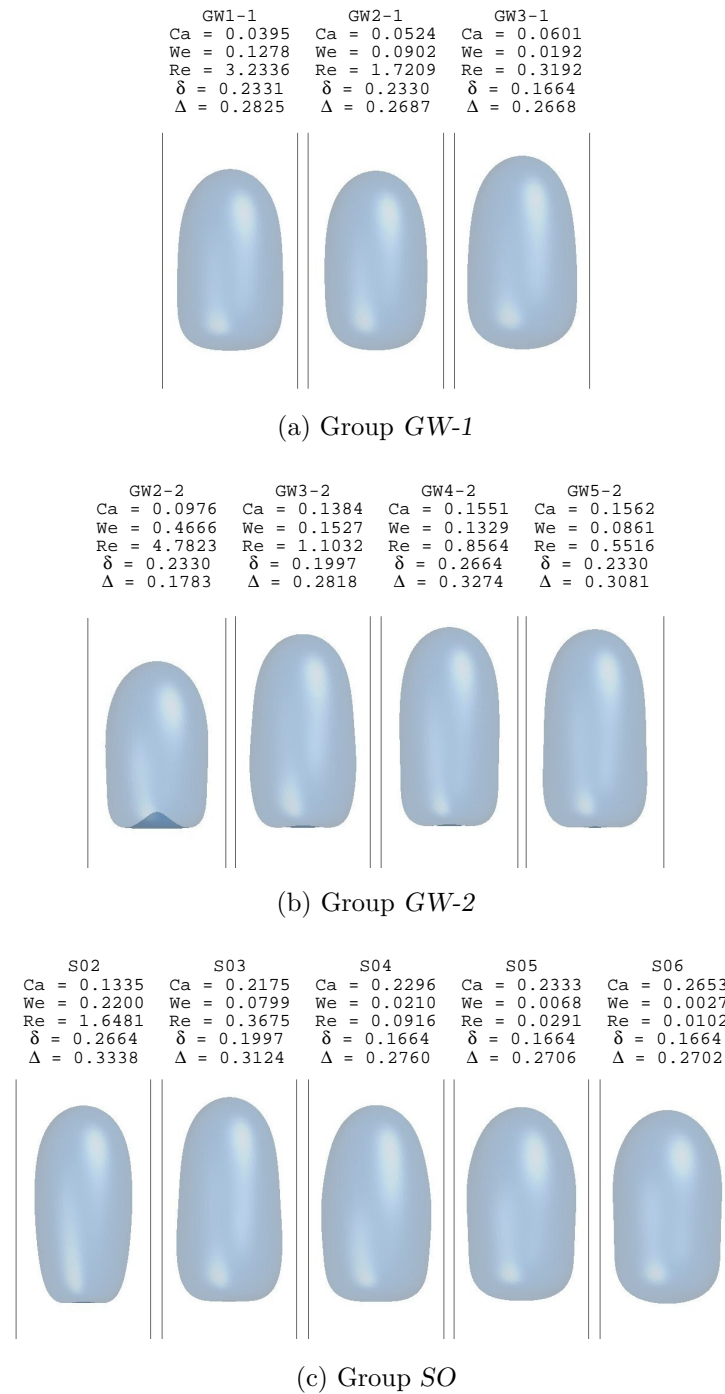 GW1-1 GW2-1 GW3-1
Ca = 0.0395 Ca = 0.0524 Ca = 0.0601
We = 0.1278 We = 0.0902 We = 0.0192
Re = 3.2336 Re = 1.7209 Re = 0.3192
δ = 0.2331 δ = 0.2330 δ = 0.1664
Δ = 0.2825 Δ = 0.2687 Δ = 0.2668
(a) Group GW-1
GW2-2 GW3-2 GW4-2 GW5-2
Ca = 0.0976 Ca = 0.1384 Ca = 0.1551 Ca = 0.1562
We = 0.4666 We = 0.1527 We = 0.1329 We = 0.0861
Re = 4.7823 Re = 1.1032 Re = 0.8564 Re = 0.5516
δ = 0.2330 δ = 0.1997 δ = 0.2664 δ = 0.2330
Δ = 0.1783 Δ = 0.2818 Δ = 0.3274 Δ = 0.3081
(b) Group GW-2
S02 S03 S04 S05 S06
Ca = 0.1335 Ca = 0.2175 Ca = 0.2296 Ca = 0.2333 Ca = 0.2653
We = 0.2200 We = 0.0799 We = 0.0210 We = 0.0068 We = 0.0027
Re = 1.6481 Re = 0.3675 Re = 0.0916 Re = 0.0291 Re = 0.0102
δ = 0.2664 δ = 0.1997 δ = 0.1664 δ = 0.1664 δ = 0.1664
Δ = 0.3338 Δ = 0.3124 Δ = 0.2760 Δ = 0.2706 Δ = 0.2702
(c) Group SO